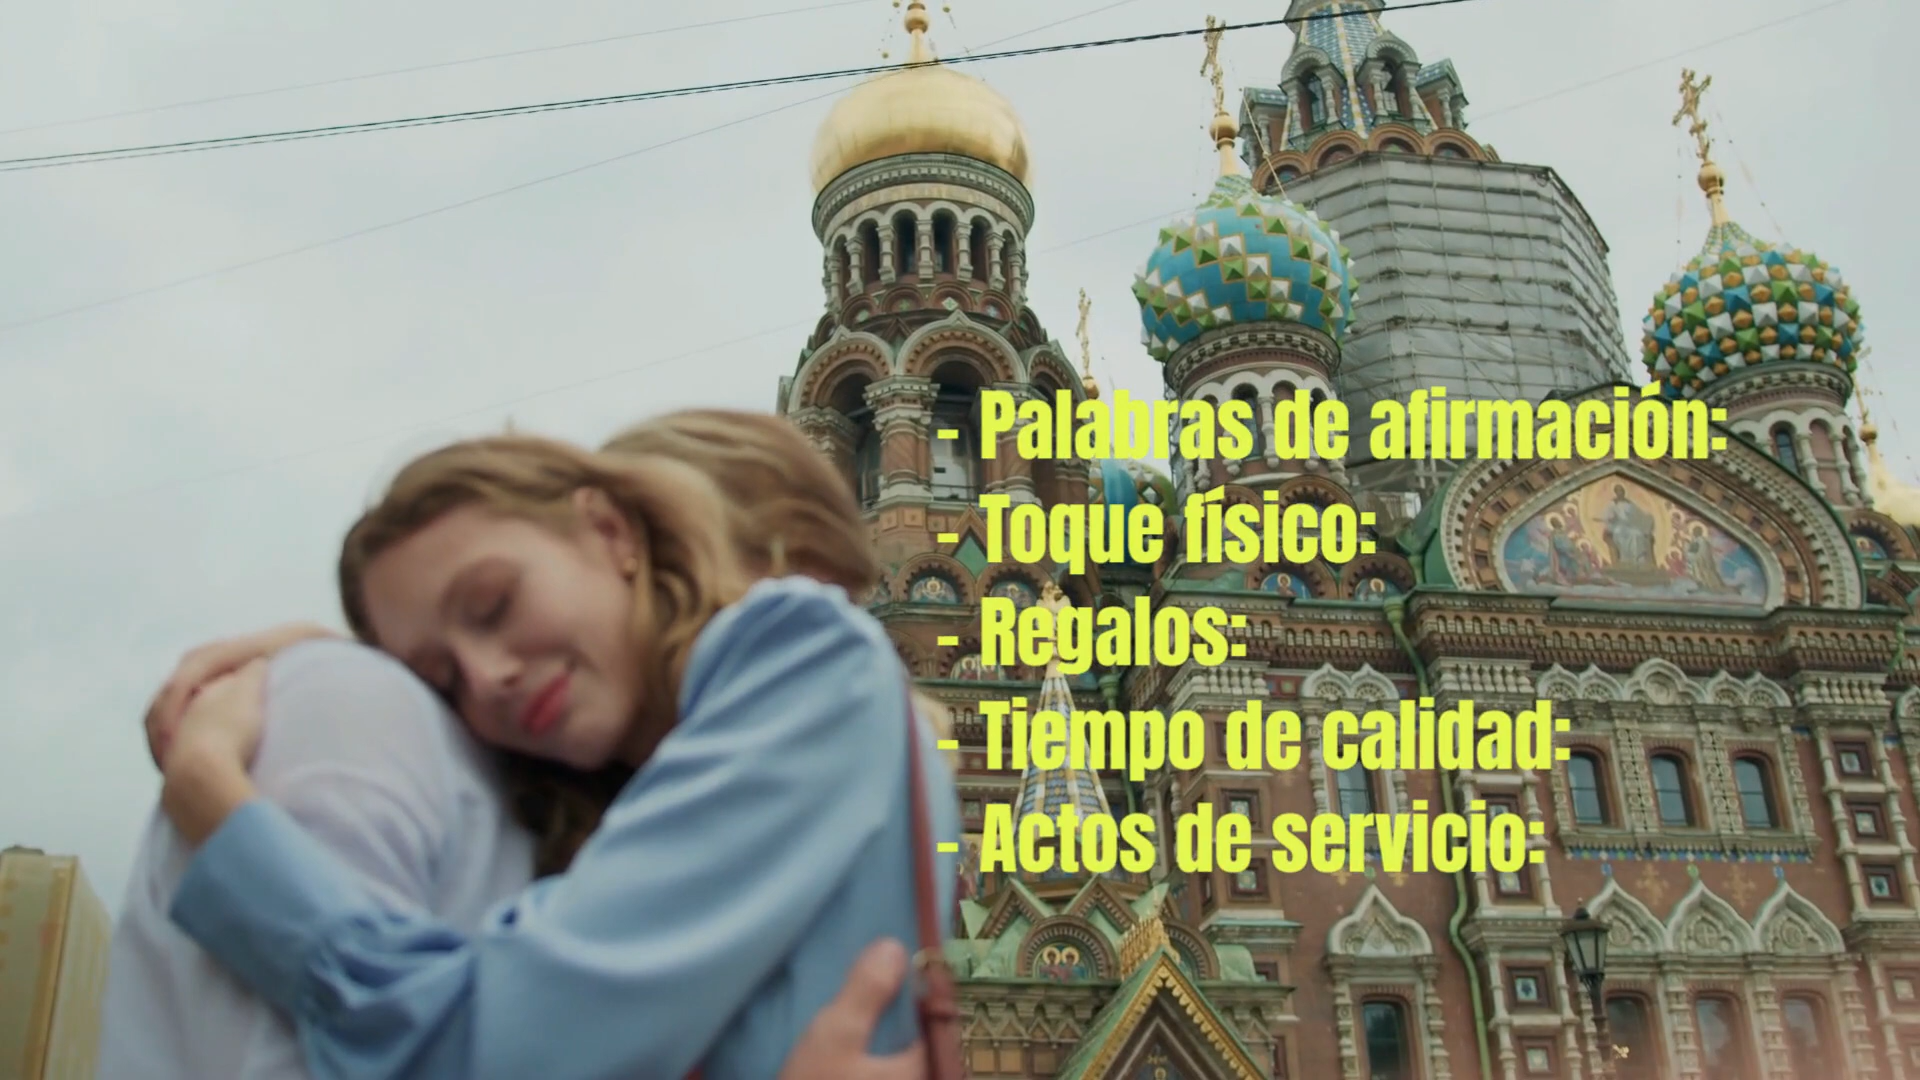 - Palabras de afirmación:
- Toque físico:
- Regalos:
- Tiempo de calidad:
- Actos de servicio: